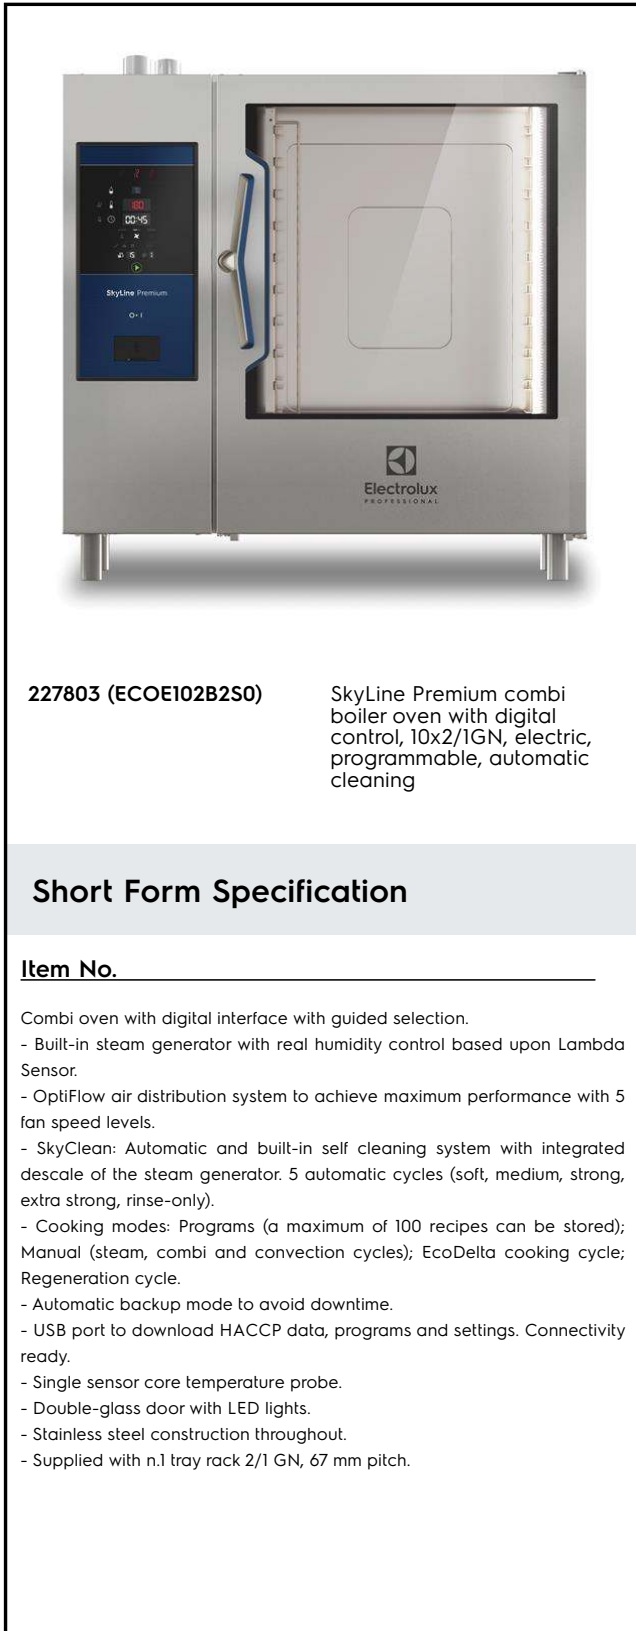 180
00:45
SkyLine Premium
Electrolux
PROFESSIONAL
227803 (ECOE102B2S0)
SkyLine Premium combi
boiler oven with digital
control, 10x2/1GN, electric,
programmable, automatic
cleaning
Short Form Specification
Item No.
Combi oven with digital interface with guided selection.
- Built-in steam generator with real humidity control based upon Lambda
Sensor.
- OptiFlow air distribution system to achieve maximum performance with 5
fan speed levels.
- SkyClean: Automatic and built-in self cleaning system with integrated
descale of the steam generator. 5 automatic cycles (soft, medium, strong,
extra strong, rinse-only).
- Cooking modes: Programs (a maximum of 100 recipes can be stored);
Manual (steam, combi and convection cycles); EcoDelta cooking cycle;
Regeneration cycle.
- Automatic backup mode to avoid downtime.
- USB port to download HACCP data, programs and settings. Connectivity
ready.
- Single sensor core temperature probe.
- Double-glass door with LED lights.
- Stainless steel construction throughout.
- Supplied with n.1 tray rack 2/1 GN, 67 mm pitch.